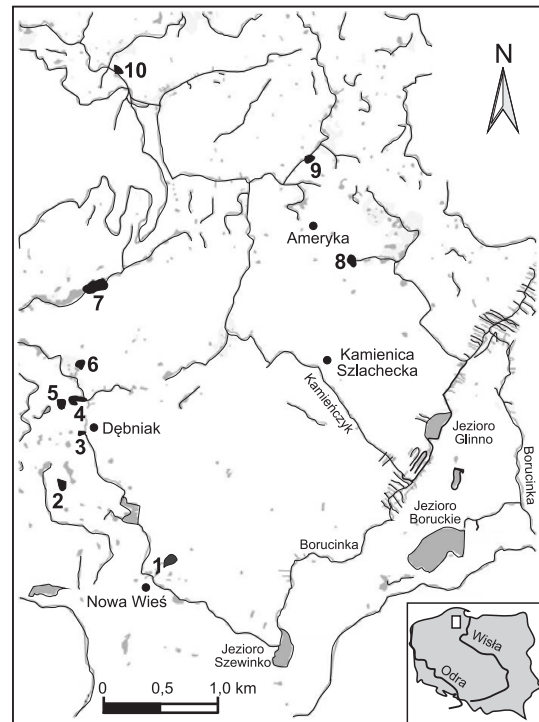 10
N
9
Ameryka
8
7
6
Kamienica
Szlachecka
5
4
Kamieńczyk
3
Dębniak
Jezioro
Glinno
2
Borucinka
Jezioro
Boruckie
Borucinka
1
Nowa Wieś
Jezioro
Szewinko
Wisła
Odra
0 0,5 1,0 km